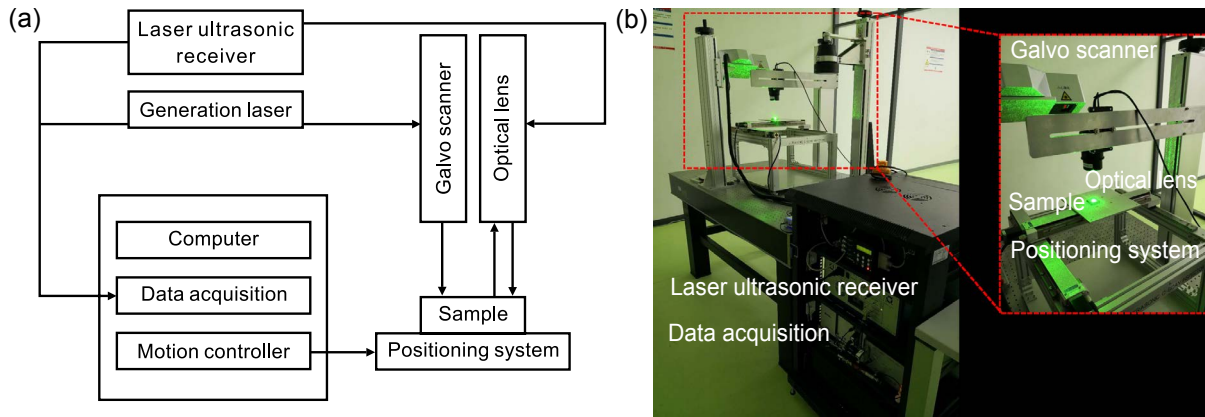 (a)
Laser ultrasonic
receiver
Generation laser
Galvo scanner
Optical lens
Computer
Data acquisition
Motion controller
Sample
Positioning system
(b)
Laser ultrasonic receiver
Data acquisition
Galvo scanner
Optical lens
Sample
Positioning system